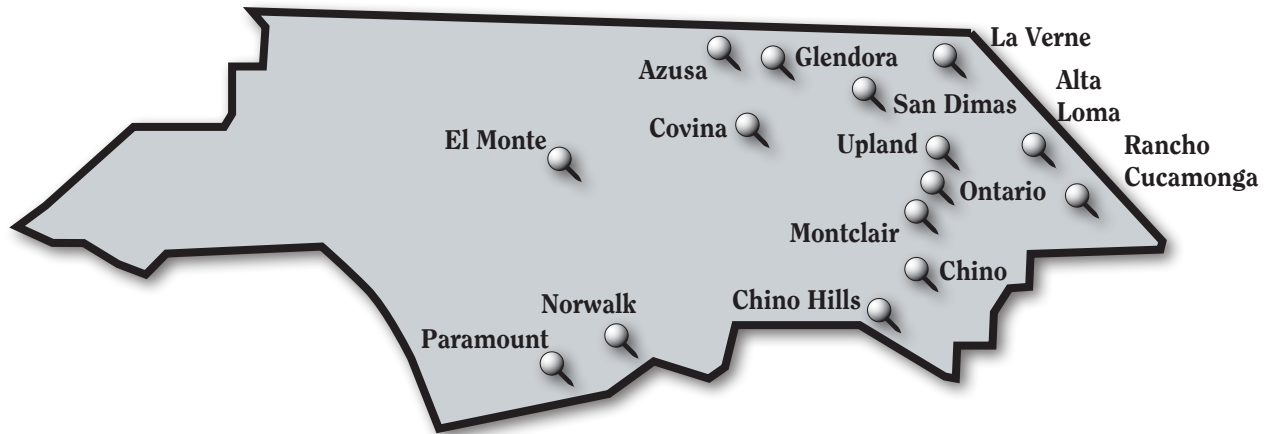 La Verne
Glendora
Azusa
Alta
Loma
San Dimas
Covina
El Monte
Upland
Rancho
Cucamonga
Ontario
Montclair
Chino
Chino Hills
Norwalk
Paramount